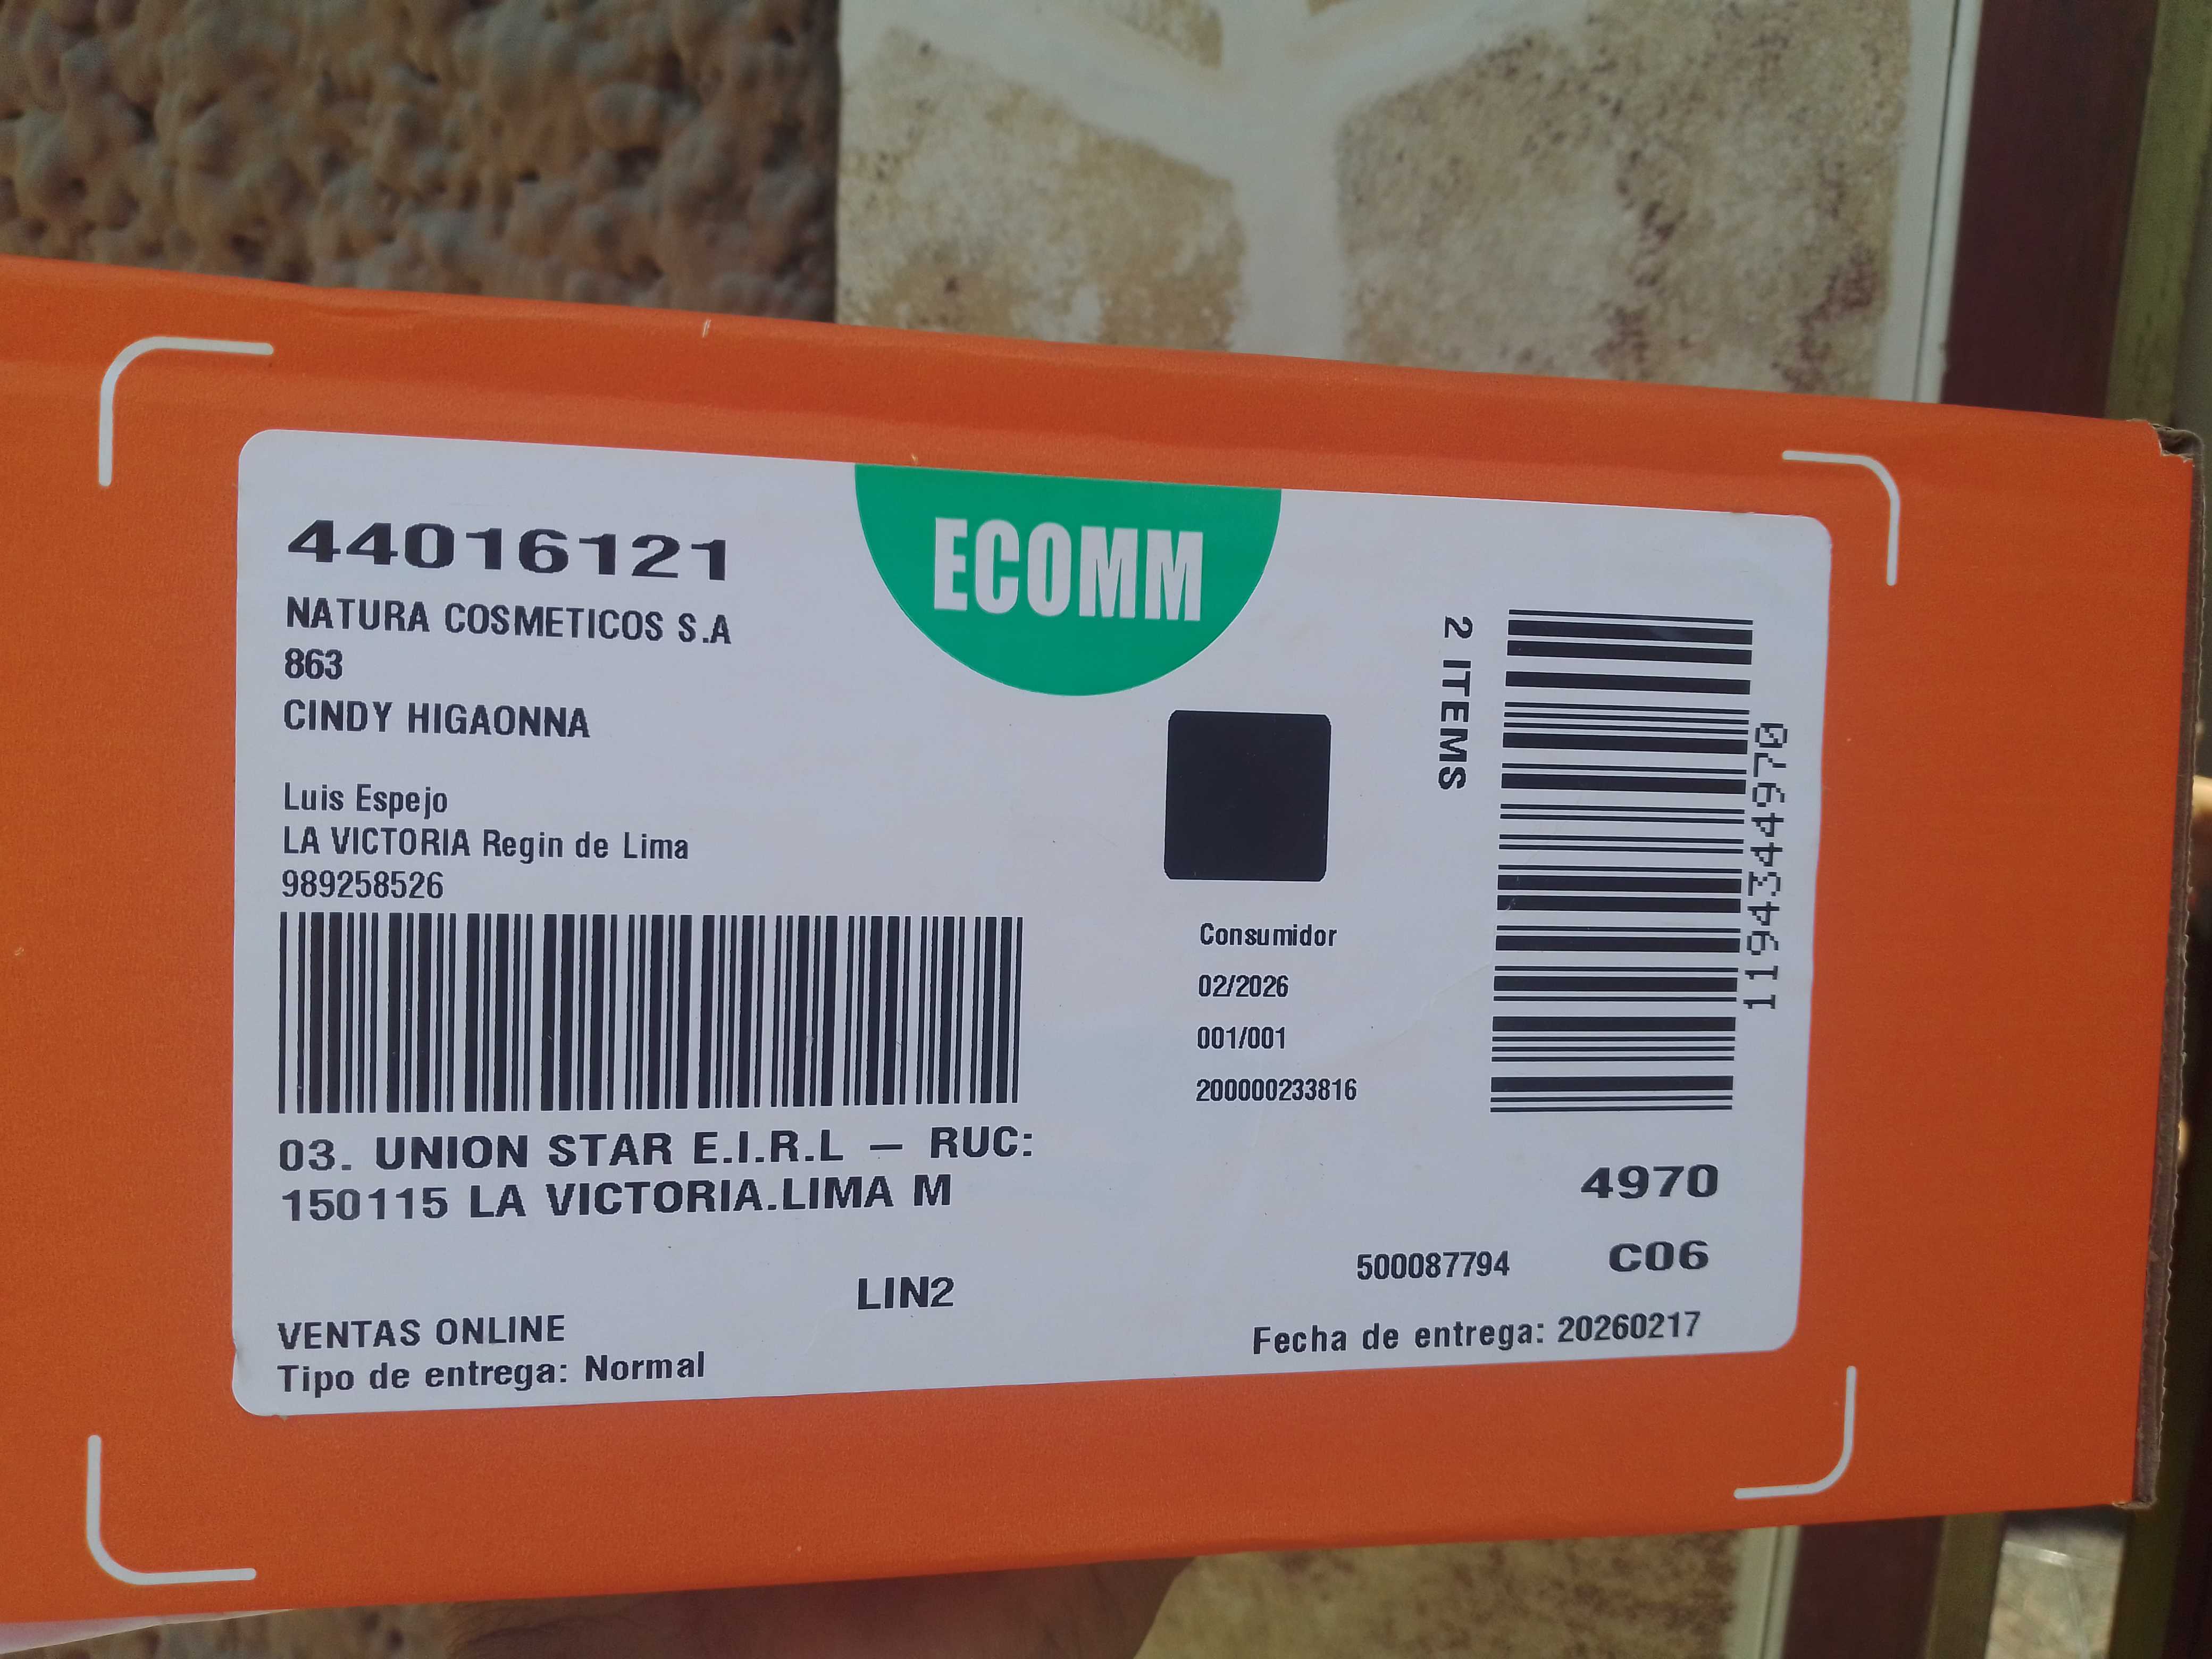 ECOMM
44016121
NATURA COSMETICOS S.A
863
CINDY HIGAONNA
Luis Espejo
LA VICTORIA Regin de Lima
989258526
2 ITEMS
1194344970
Consumidor
02/2026
001/001
200000233816
03. UNION STAR E.I.R.L – RUC:
150115 LA VICTORIA.LIMA M
4970
500087794 C06
LIN2
VENTAS ONLINE
Tipo de entrega: Normal
Fecha de entrega: 20260217